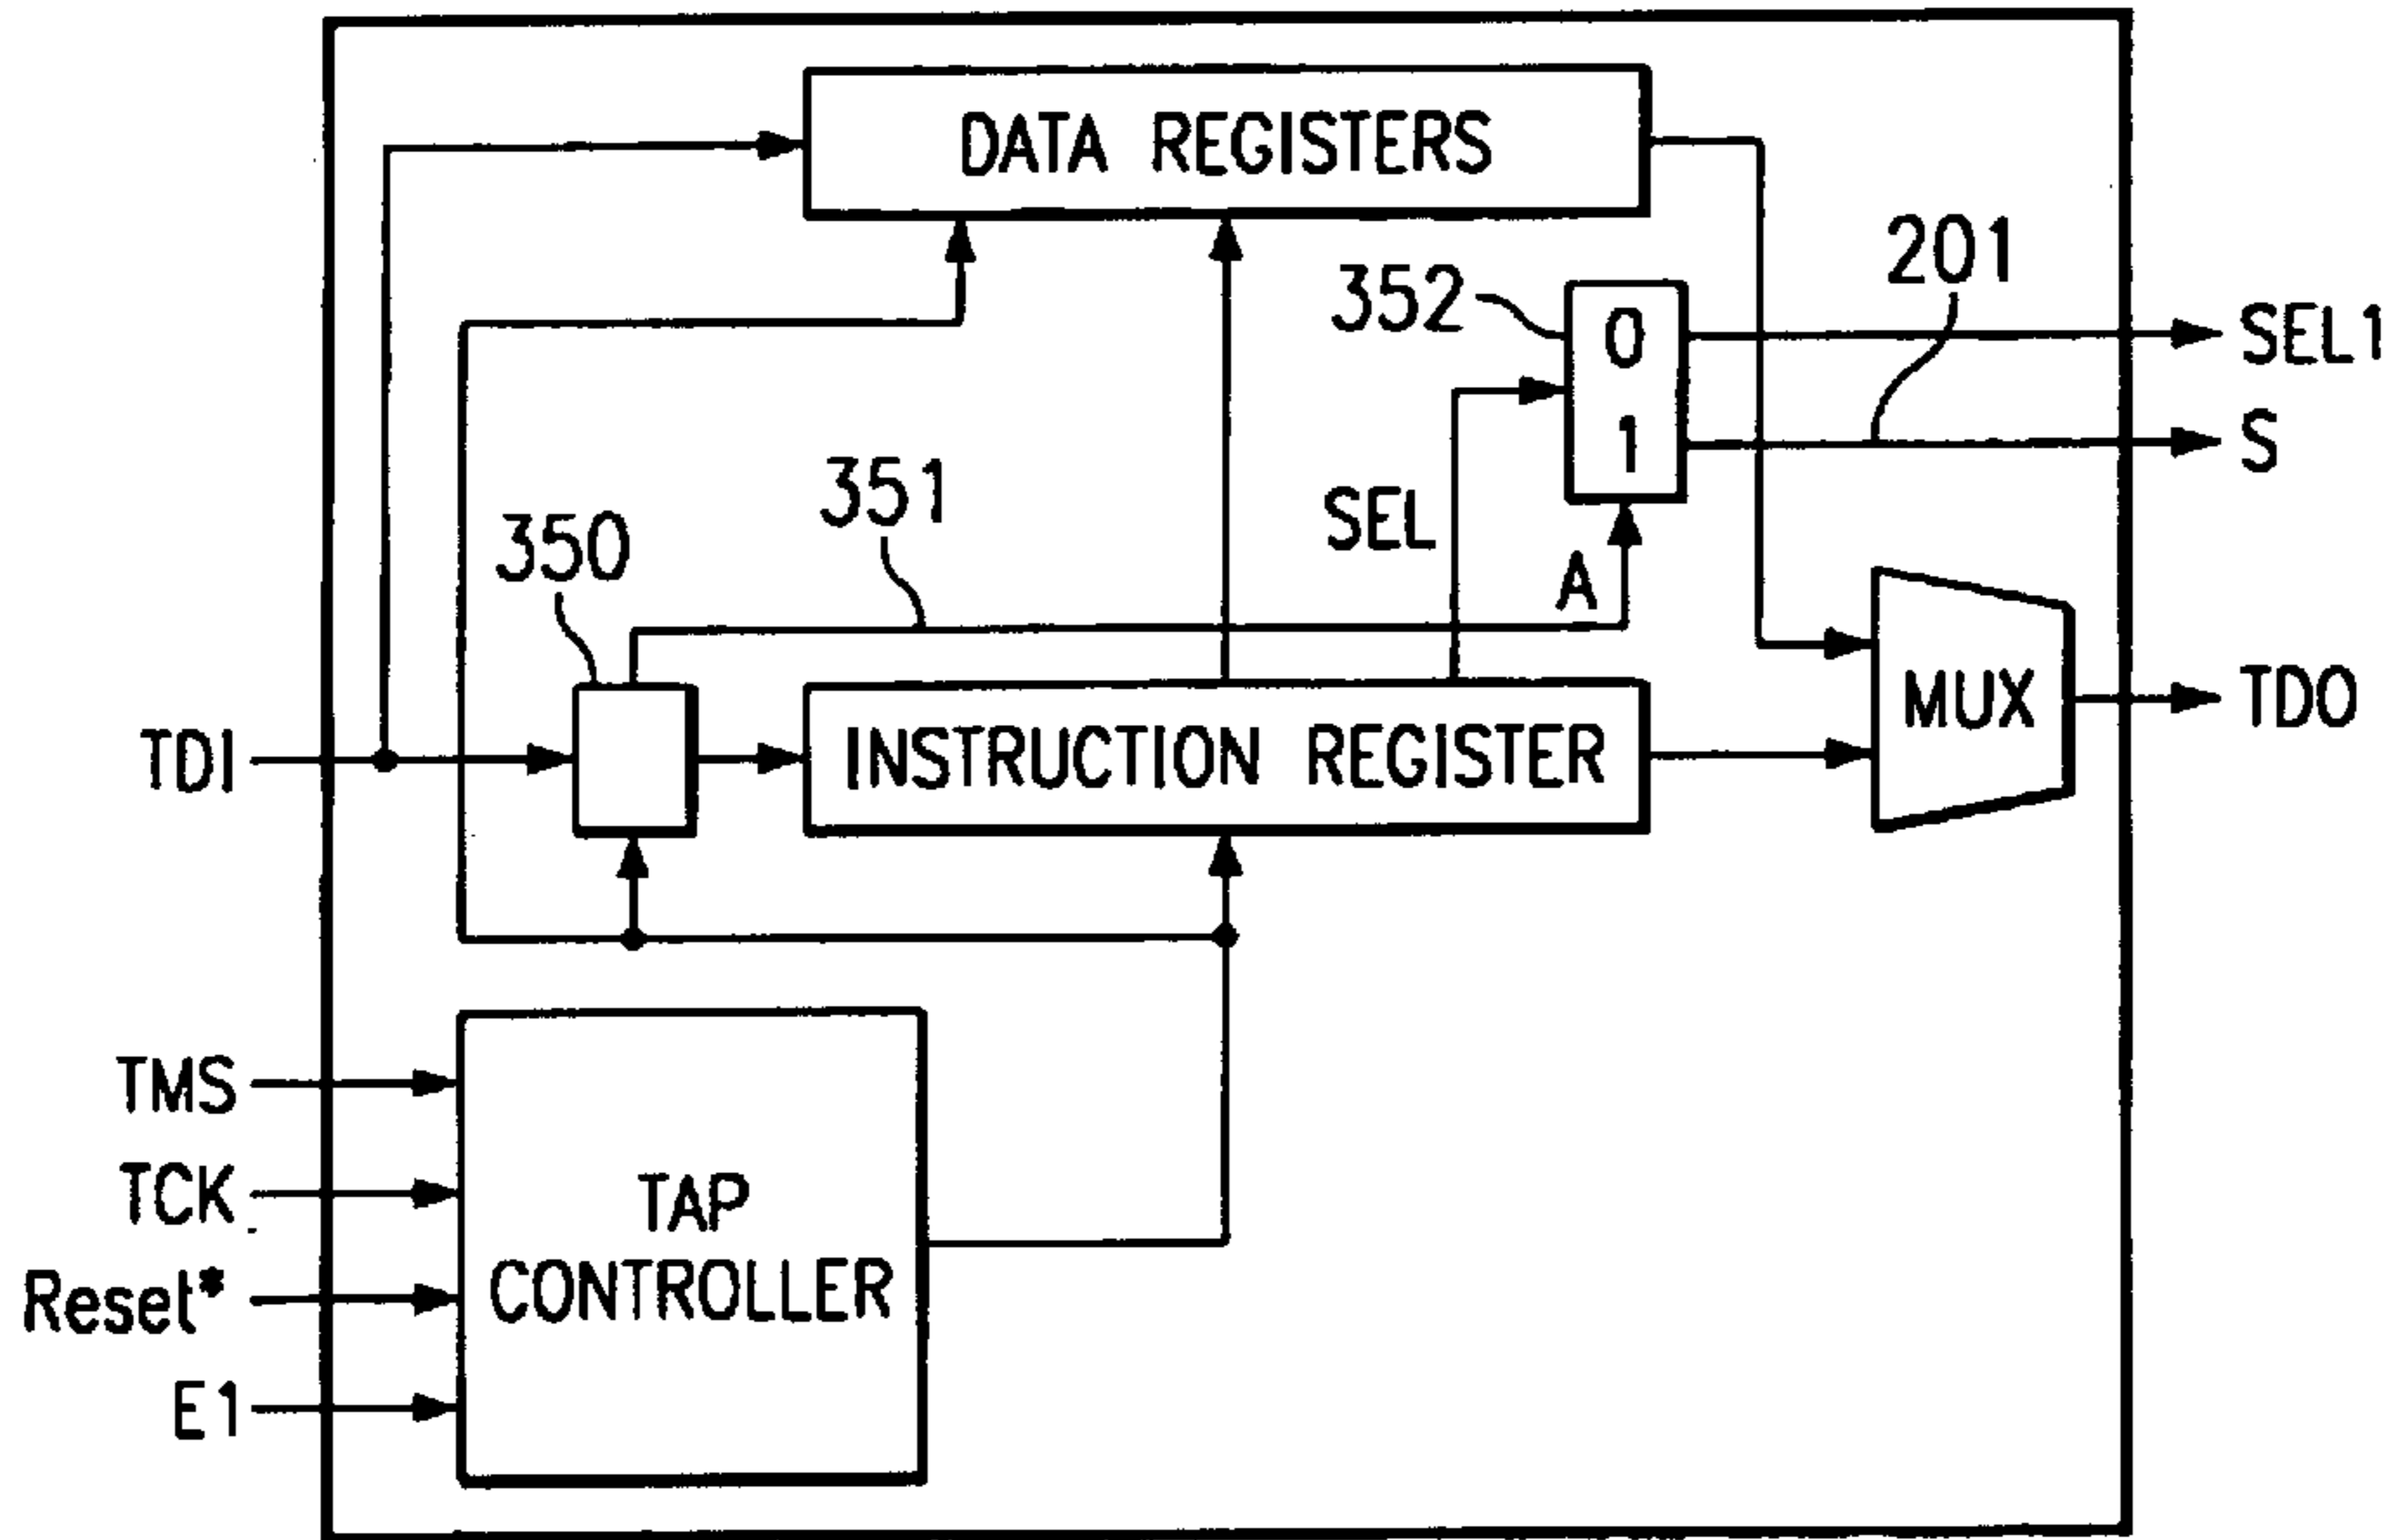 DATA REGISTERS
201
352
0
SEL1
1
S
351
SEL
350
A
MUX
TDO
TDI
INSTRUCTION REGISTER
TMS
TCK
TAP
CONTROLLER
Reset*
E1